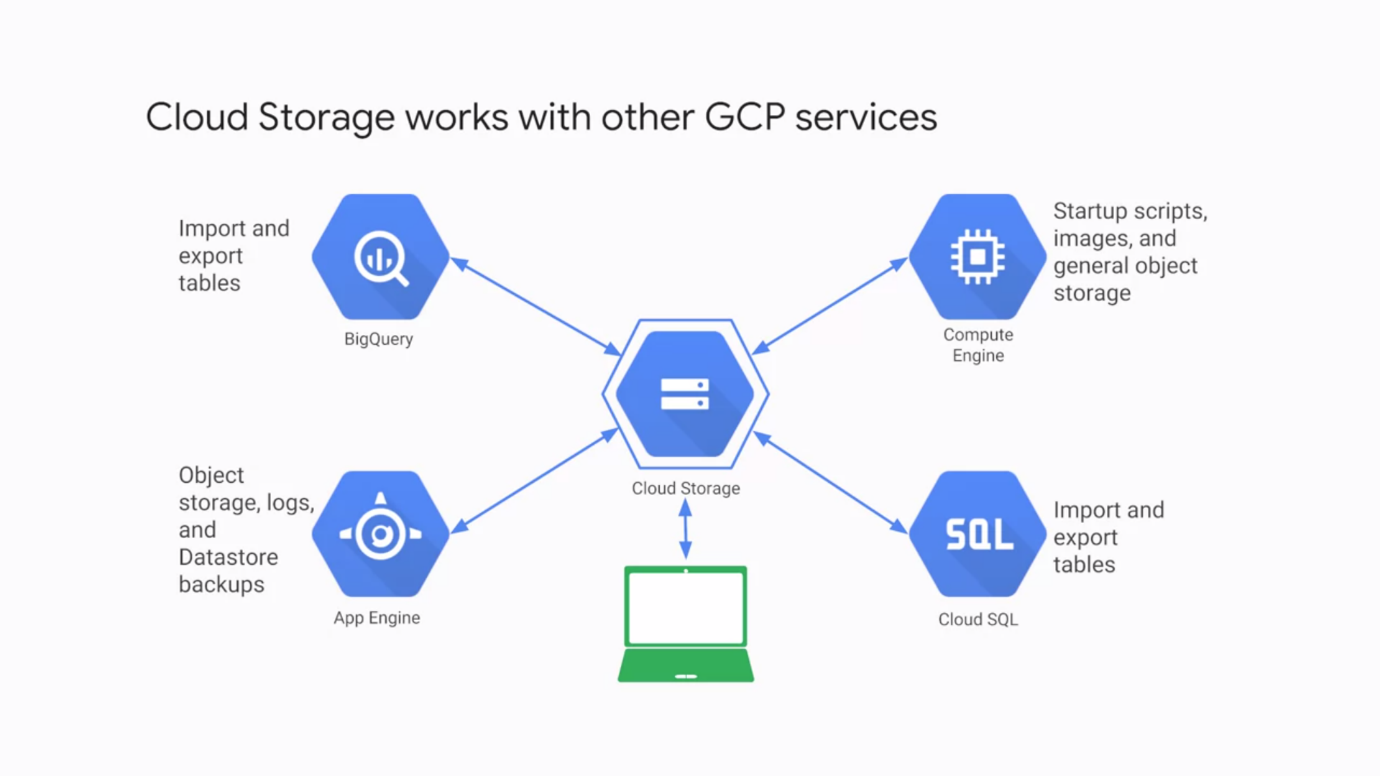 Cloud Storage works with other GCP services
Import and
export
tables
BigQuery
Startup scripts,
images, and
general object
storage
Compute
Engine
Cloud Storage
Object
storage, logs,
and
Datastore
backups
App Engine
SQL
Import and
export
tables
Cloud SQL